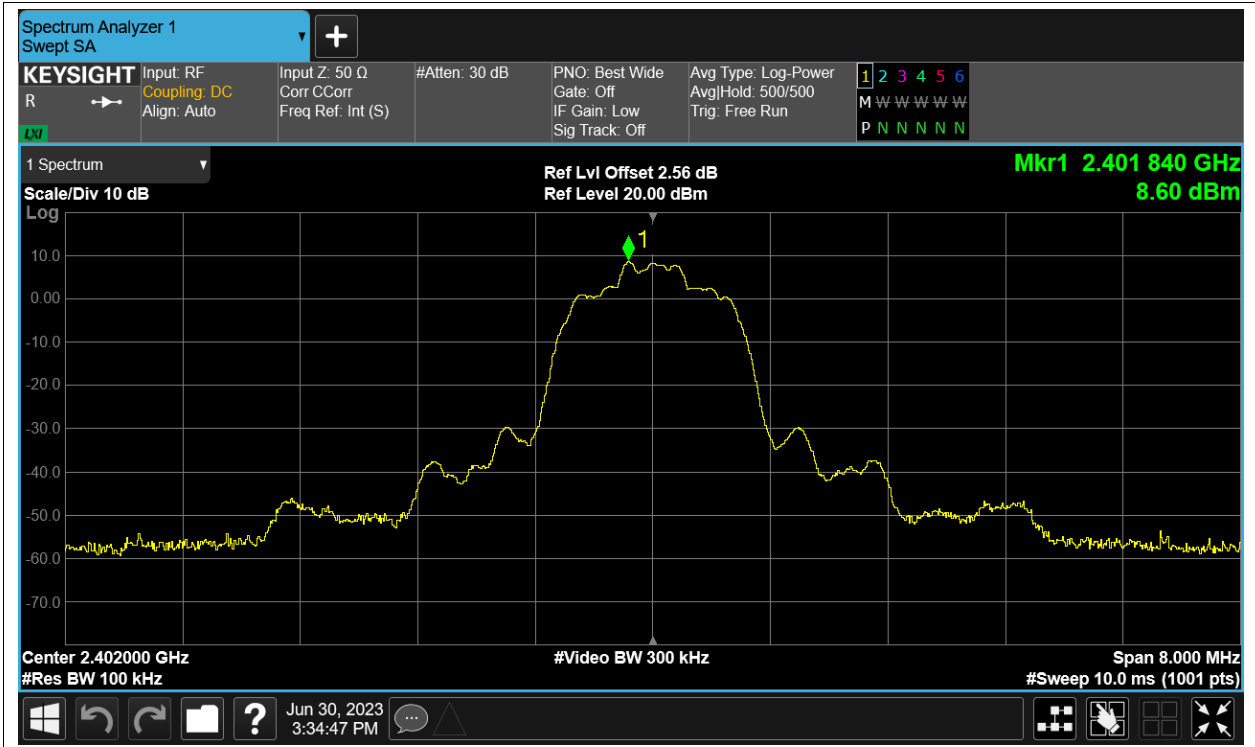 Spectrum Analyzer 1
Swept SA
+
KEYSIGHT
R
LXI
Input: RF
Coupling: DC
Align: Auto
Input Z: 50 Ω
Corr CCorr
Freq Ref: Int (S)
#Atten: 30 dB
PNO: Best Wide
Gate: Off
IF Gain: Low
Sig Track: Off
Avg Type: Log-Power
Avg|Hold: 500/500
Trig: Free Run
1 2 3 4 5 6
M W W W W W
P N N N N N
1 Spectrum
Scale/Div 10 dB
Log
Ref Lvl Offset 2.56 dB
Ref Level 20.00 dBm
Mkr1 2.401 840 GHz
8.60 dBm
1
10.0
0.00
-10.0
-20.0
-30.0
-40.0
-50.0
-60.0
-70.0
Center 2.402000 GHz
#Res BW 100 kHz
#Video BW 300 kHz
Span 8.000 MHz
#Sweep 10.0 ms (1001 pts)
?
Jun 30, 2023
3:34:47 PM